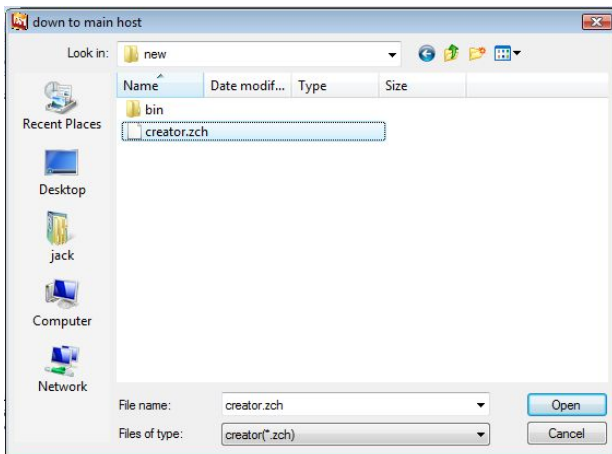 down to main host
Look in: new
Name Date modif... Type Size
bin
creator.zch
Recent Places
Desktop
jack
Computer
Network
File name: creator.zch Open
Files of type: creator(*.zch) Cancel